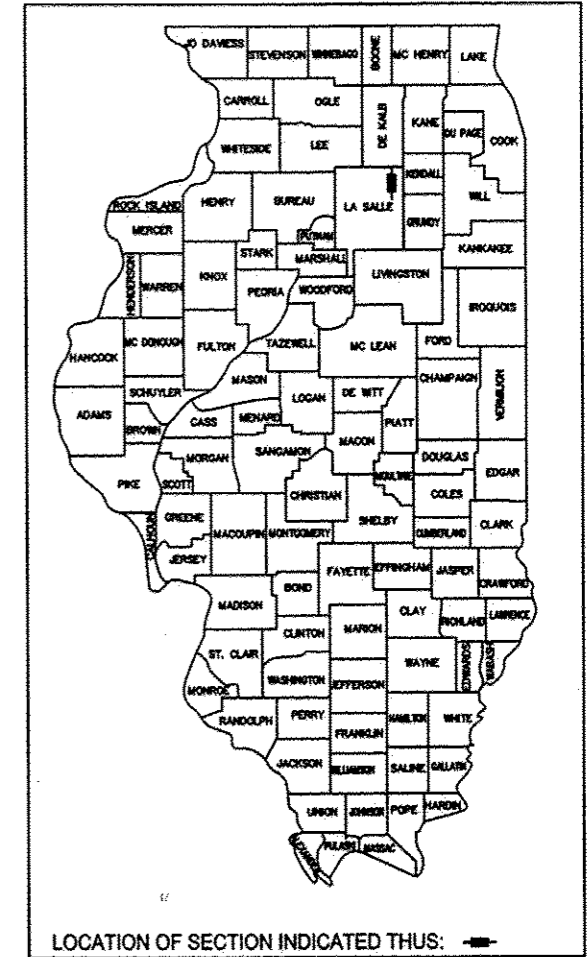 JO DAVIESS
STEVENSON
WINNEBAGO
BOONE
MC HENRY
LAKE
CARROLL
OGLE
DE KALB
KANE
DU PAGE
COOK
WHITESIDE
LEE
KENDALL
WILL
ROCK ISLAND
HENRY
BUREAU
LA SALLE
GRUNDY
MERCER
PUTNAM
KANKAKEE
STARK
MARSHALL
LIVINGSTON
HENDERSON
WARREN
KNOX
PEORIA
WOODFORD
IROQUOIS
HANCOCK
MC DONOUGH
FULTON
TAZEWELL
MC LEAN
FORD
MASON
CHAMPAIGN
VERMILION
SCHUYLER
LOGAN
DE WITT
ADAMS
BROWN
CASS
MENARD
PIATT
MACON
MORGAN
SANGAMON
DOUGLAS
EDGAR
PIKE
SCOTT
CHRISTIAN
MOULTRIE
COLES
GREENE
SHELBY
CALHOUN
MACOUPIN
MONTGOMERY
CUMBERLAND
CLARK
JERSEY
FAYETTE
EFFINGHAM
JASPER
CRAWFORD
MADISON
BOND
CLAY
RICHLAND
LAWRENCE
CLINTON
MARION
ST. CLAIR
WAYNE
EDWARDS
WABASH
WASHINGTON
JEFFERSON
MONROE
RANDOLPH
PERRY
HAMILTON
WHITE
FRANKLIN
JACKSON
WILLIAMSON
SALINE
GALLATIN
UNION
JOHNSON
POPE
HARDIN
ALEXANDER
PULASKI
MASSAC
LOCATION OF SECTION INDICATED THUS: